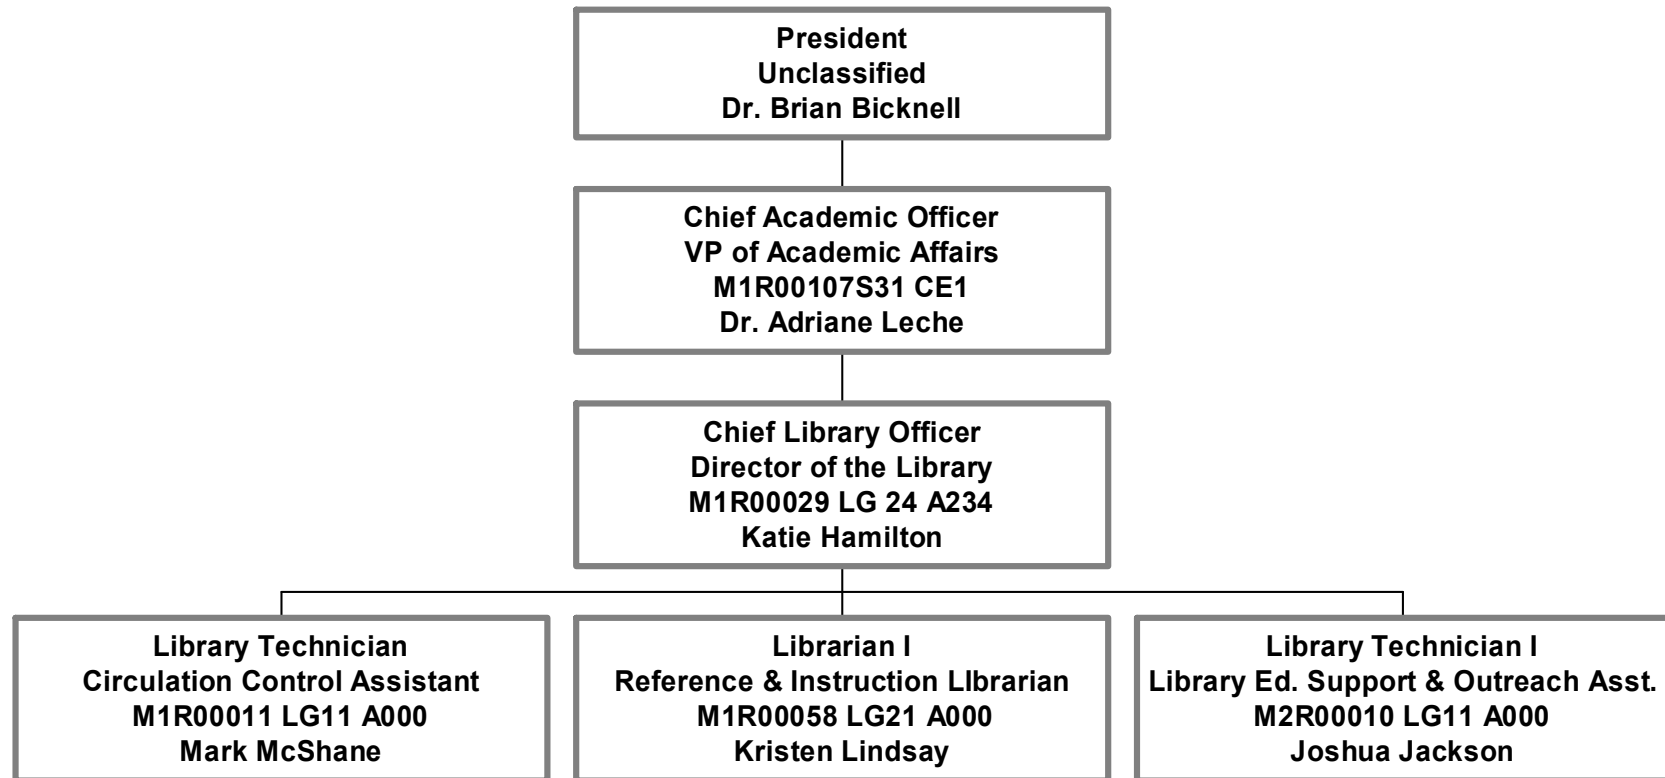 President
Unclassified
Dr. Brian Bicknell
Chief Academic Officer
VP of Academic Affairs
M1R00107S31 CE1
Dr. Adriane Leche
Chief Library Officer
Director of the Library
M1R00029 LG 24 A234
Katie Hamilton
Library Technician
Circulation Control Assistant
M1R00011 LG11 A000
Mark McShane
Librarian I
Reference & Instruction LIbrarian
M1R00058 LG21 A000
Kristen Lindsay
Library Technician I
Library Ed. Support & Outreach Asst.
M2R00010 LG11 A000
Joshua Jackson